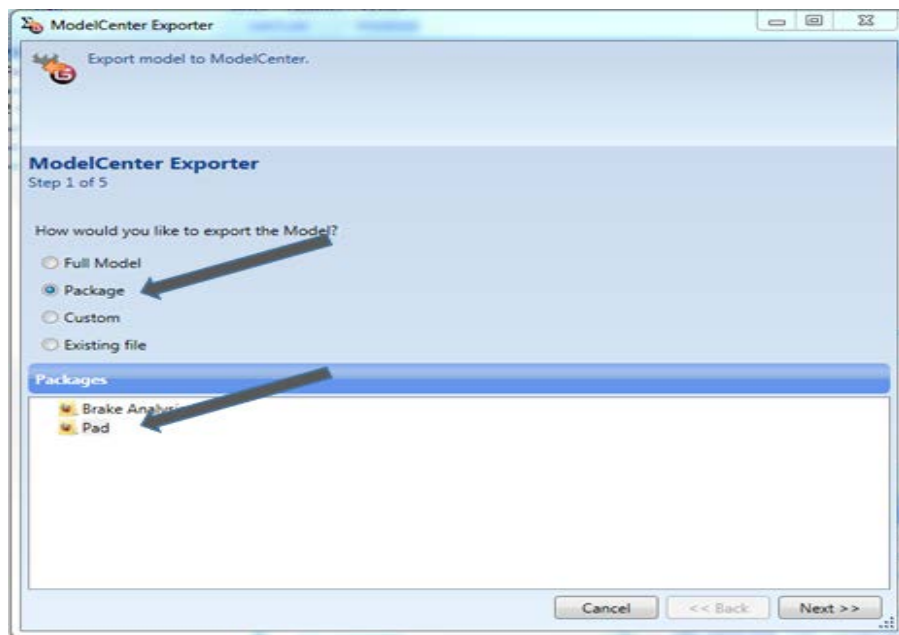 ModelCenter Exporter
Export model to ModelCenter.
ModelCenter Exporter
Step 1 of 5
How would you like to export the Model?
Full Model
Package
Custom
Existing file
Packages
Brake
Pad
Cancel
<< Back
Next >>